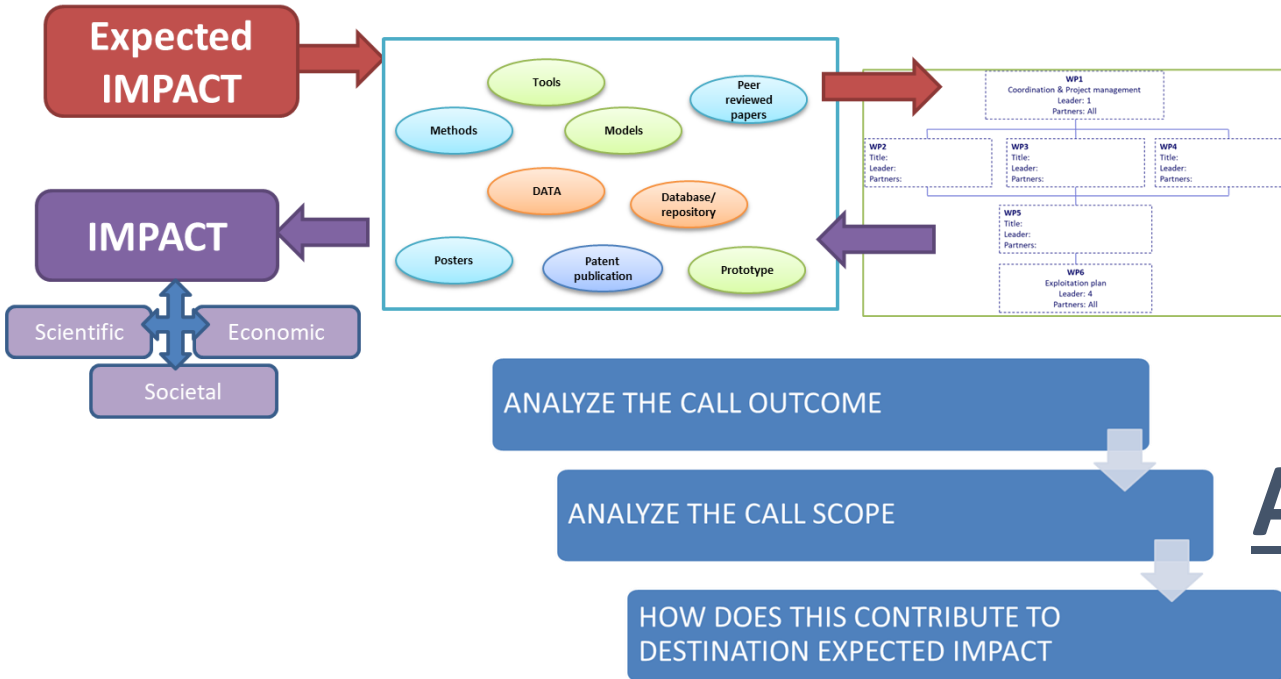 Expected
IMPACT
Tools
Peer
reviewed
papers
Methods
Models
DATA
Database/
repository
Posters
Patent
publication
Prototype
WP1
Coordination & Project management
Leader: 1
Partners: All
WP2
Title:
Leader:
Partners:
WP3
Title:
Leader:
Partners:
WP4
Title:
Leader:
Partners:
WP5
Title:
Leader:
Partners:
WP6
Exploitation plan
Leader: 4
Partners: All
IMPACT
Scientific
Economic
Societal
ANALYZE THE CALL OUTCOME
ANALYZE THE CALL SCOPE
HOW DOES THIS CONTRIBUTE TO
DESTINATION EXPECTED IMPACT